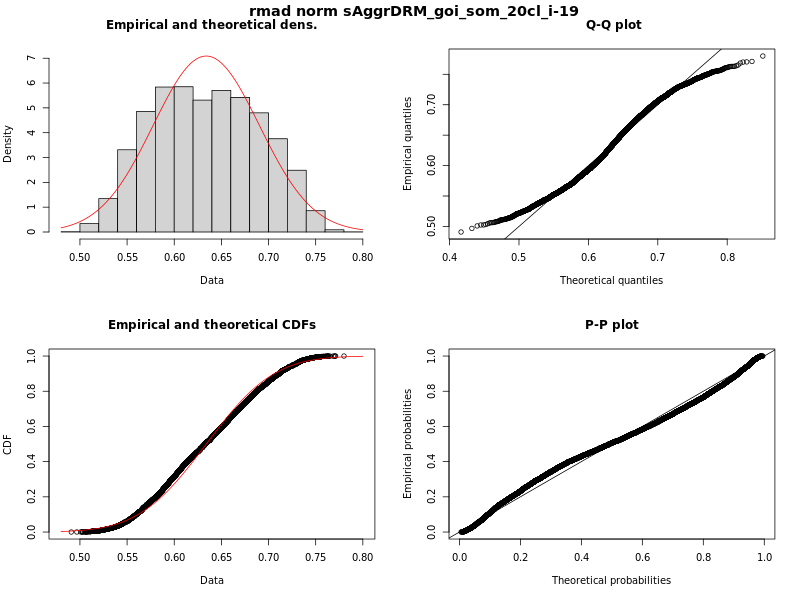 rmad norm sAggrDRM_goi_som_20cl_i-19
Empirical and theoretical dens.
Density
0 1 2 3 4 5 6 7
0.50 0.55 0.60 0.65 0.70 0.75 0.80
Data
Q-Q plot
Empirical quantiles
0.50 0.60 0.70
0.4 0.5 0.6 0.7 0.8
Theoretical quantiles
Empirical and theoretical CDFs
CDF
0.0 0.2 0.4 0.6 0.8 1.0
0.50 0.55 0.60 0.65 0.70 0.75 0.80
Data
P-P plot
Empirical probabilities
0.0 0.2 0.4 0.6 0.8 1.0
0.0 0.2 0.4 0.6 0.8 1.0
Theoretical probabilities